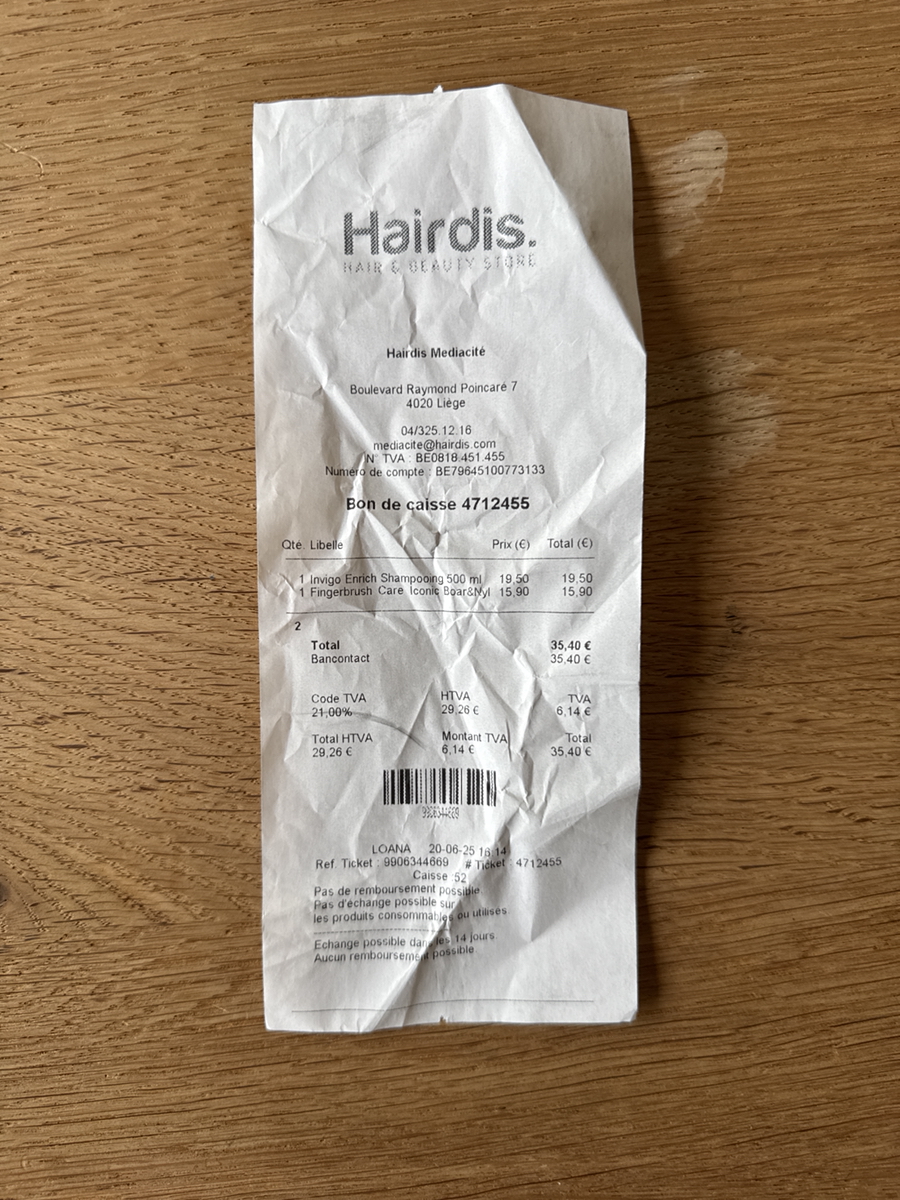 Hairdis.
HAIR & BEAUTY STORE
Hairdis Mediacité
Boulevard Raymond Poincaré 7
4020 Liège
04/325.12.16
mediacite@hairdis.com
N° TVA : BE0818.451.455
Numéro de compte : BE79645100773133
Bon de caisse 4712455
Qté. Libelle Prix (€) Total (€)
1 Invigo Enrich Shampooing 500 ml 19,50 19,50
1 Fingerbrush Care Iconic Boar&Nyl 15,90 15,90
2
Total 35,40 €
Bancontact 35,40 €
Code TVA HTVA TVA
21,00% 29,26 € 6,14 €
Total HTVA Montant TVA Total
29,26 € 6,14 € 35,40 €
9906344669
LOANA 20-06-25 16:14
Ref. Ticket : 9906344669 # Ticket : 4712455
Caisse :52
Pas de remboursement possible.
Pas d'échange possible sur
les produits consommables ou utilisés.
Echange possible dans les 14 jours.
Aucun remboursement possible.